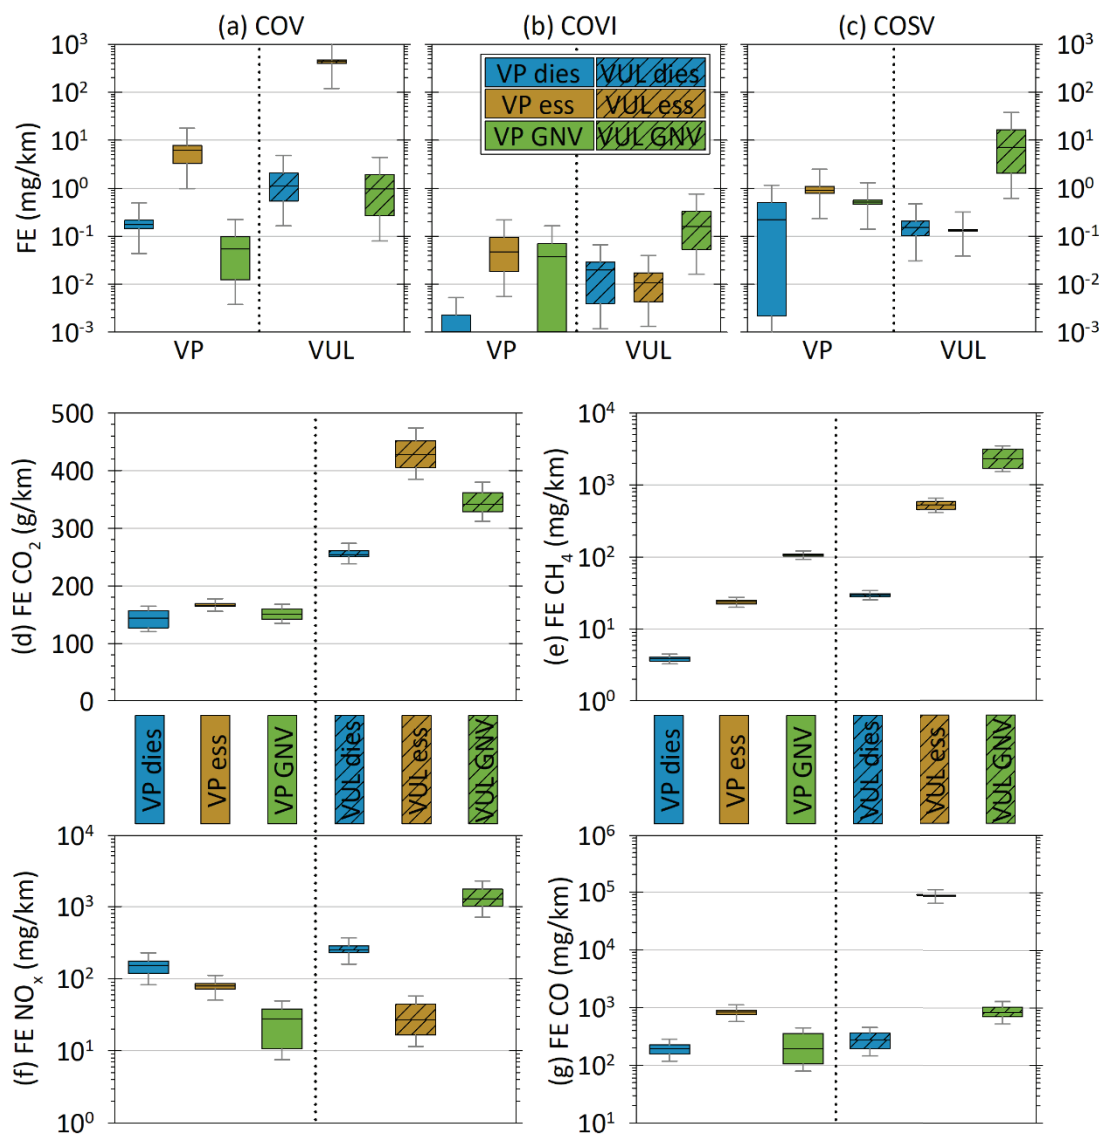 (a) COV
(b) COVI
(c) COSV
FE (mg/km)
10³
10²
10¹
10⁰
10⁻¹
10⁻²
10⁻³
VP dies VUL dies
VP ess VUL ess
VP GNV VUL GNV
10³
10²
10¹
10⁰
10⁻¹
10⁻²
10⁻³
VP VUL
VP VUL
VP VUL
(d) FE CO₂ (g/km)
500
400
300
200
100
0
(e) FE CH₄ (mg/km)
10⁴
10³
10²
10¹
10⁰
VP dies
VP ess
VP GNV
VUL dies
VUL ess
VUL GNV
VP dies
VP ess
VP GNV
VUL dies
VUL ess
VUL GNV
(f) FE NOₓ (mg/km)
10⁴
10³
10²
10¹
10⁰
(g) FE CO (mg/km)
10⁶
10⁵
10⁴
10³
10²
10¹